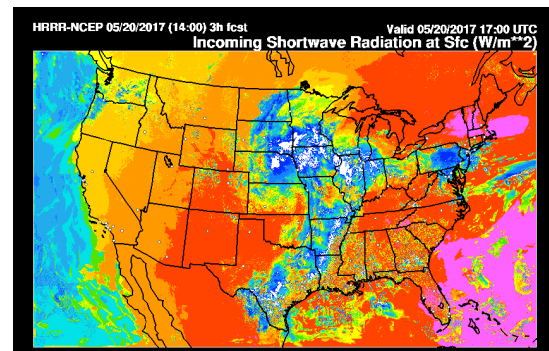 HRRR-NCEP 05/20/2017 (14:00) 3h fcst
Valid 05/20/2017 17:00 UTC
Incoming Shortwave Radiation at Sfc (W/m**2)